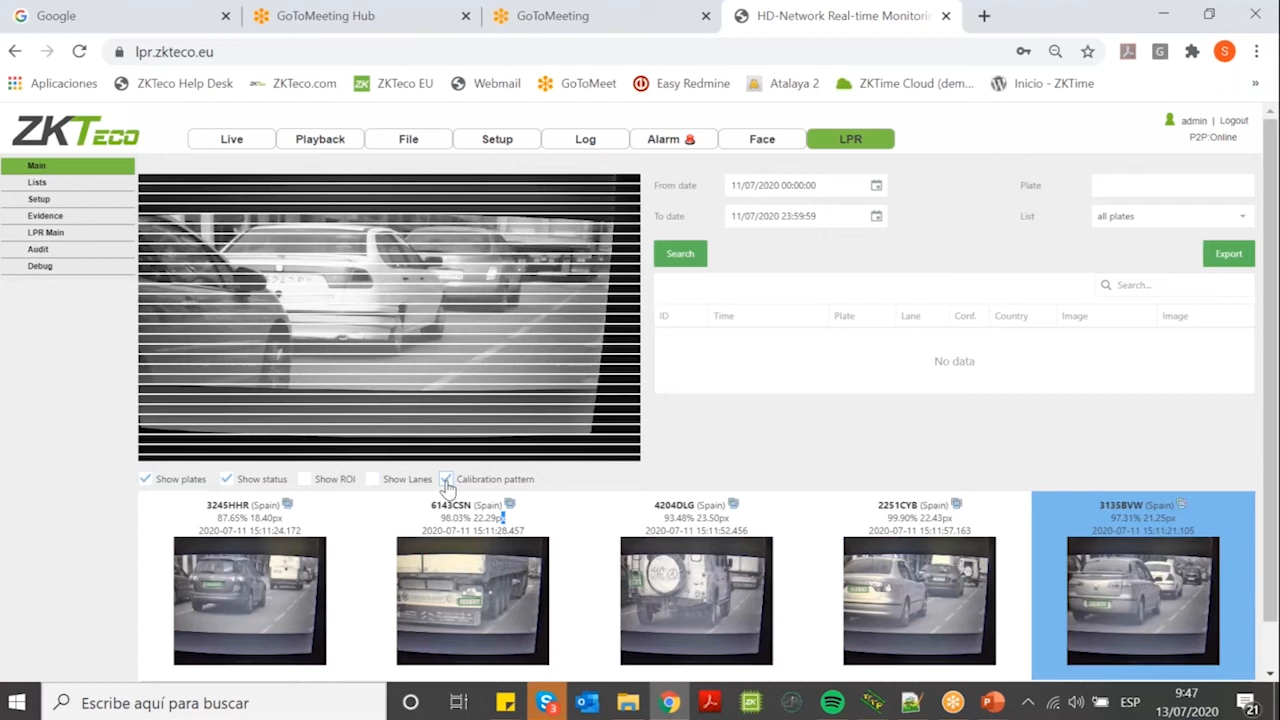 Google
GoToMeeting Hub
GoToMeeting
HD-Network Real-time Monitorin
lpr.zkteco.eu
S
Aplicaciones
ZKTeco Help Desk
ZKTeco.com
ZKTeco EU
Webmail
GoToMeet
Easy Redmine
Atalaya 2
ZKTime Cloud (dem...
Inicio - ZKTime
»
ZKTeco
Live
Playback
File
Setup
Log
Alarm
Face
LPR
admin | Logout
P2P:Online
Main
Lists
Setup
Evidence
LPR Main
Audit
Debug
From date 11/07/2020 00:00:00 Plate
To date 11/07/2020 23:59:59 List all plates
Search Export
Search...
ID Time Plate Lane Conf. Country Image Image
No data
Show plates Show status Show ROI Show Lanes Calibration pattern
3245HHR (Spain) 6143CSN (Spain) 4204DLG (Spain) 2251CYB (Spain) 3135BVW (Spain)
87.65% 18.40px 98.03% 22.29px 93.48% 23.50px 99.90% 22.43px 97.31% 21.25px
2020-07-11 15:11:24.172 2020-07-11 15:11:28.457 2020-07-11 15:11:52.456 2020-07-11 15:11:57.163 2020-07-11 15:11:21.105
Escribe aquí para buscar
3
ESP
9:47
13/07/2020
21